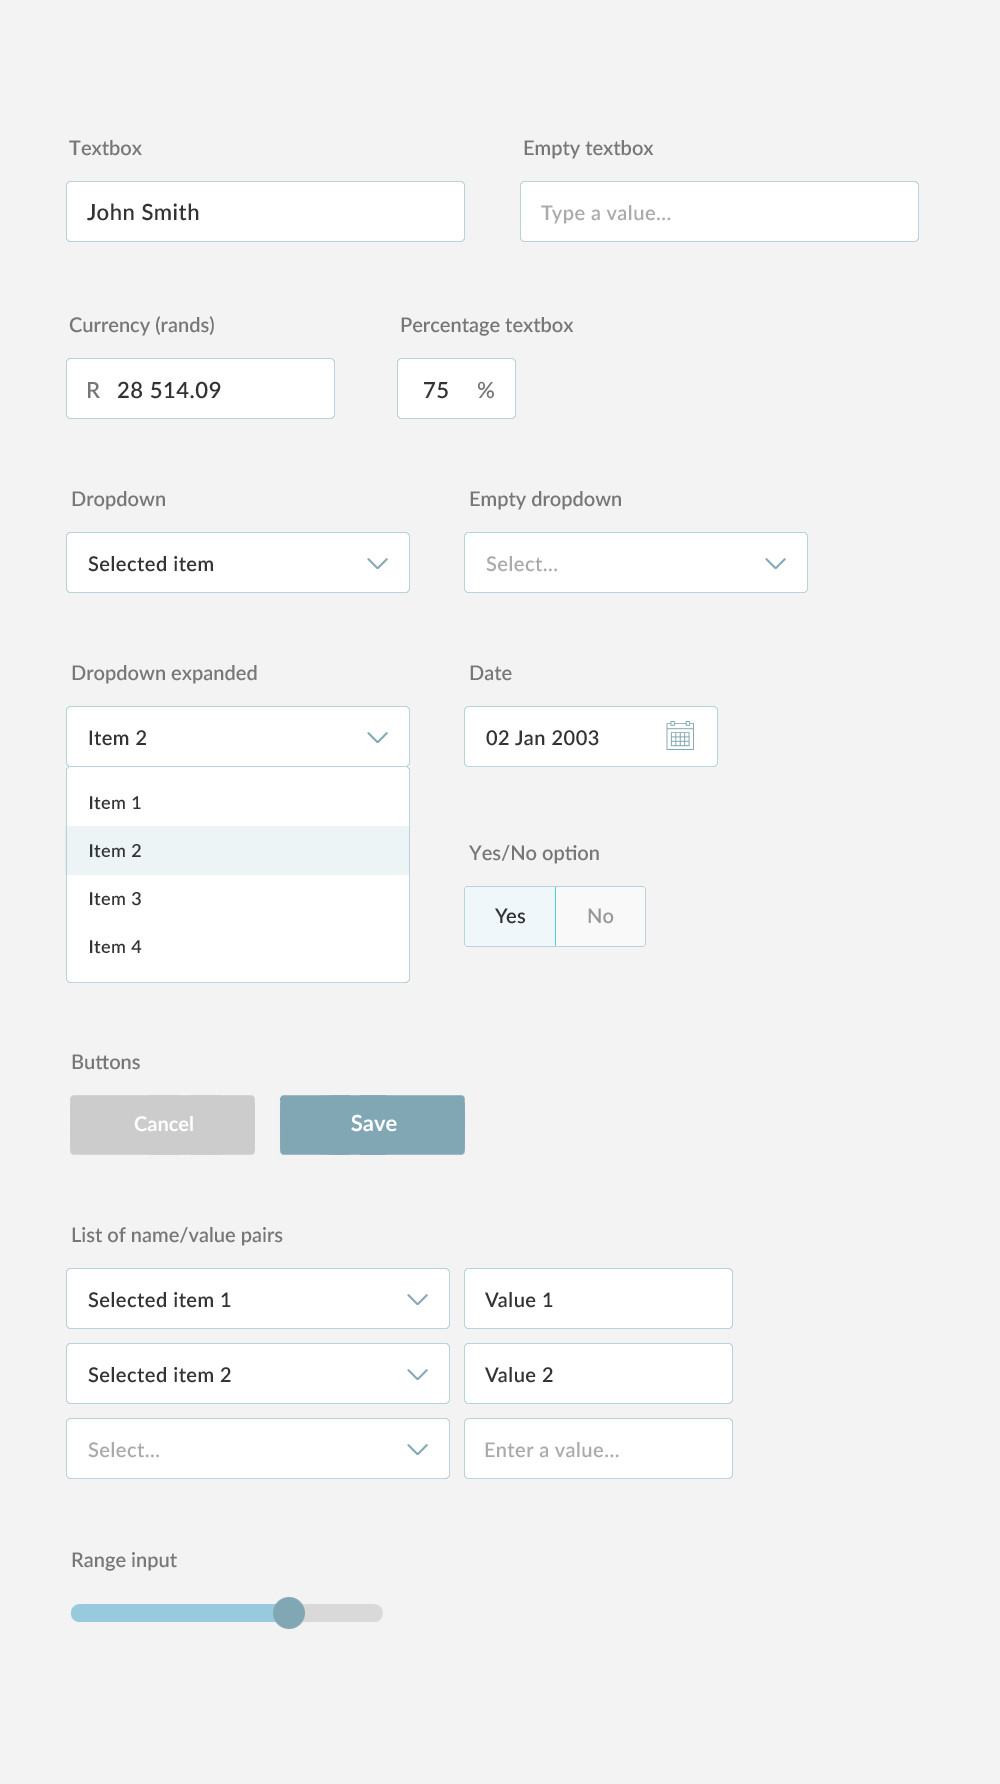 Textbox
Empty textbox
John Smith
Type a value...
Currency (rands)
Percentage textbox
R 28 514.09
75 %
Dropdown
Empty dropdown
Selected item
Select...
Dropdown expanded
Date
Item 2
02 Jan 2003
Item 1
Item 2
Item 3
Item 4
Yes/No option
Yes
No
Buttons
Cancel
Save
List of name/value pairs
Selected item 1
Value 1
Selected item 2
Value 2
Select...
Enter a value...
Range input